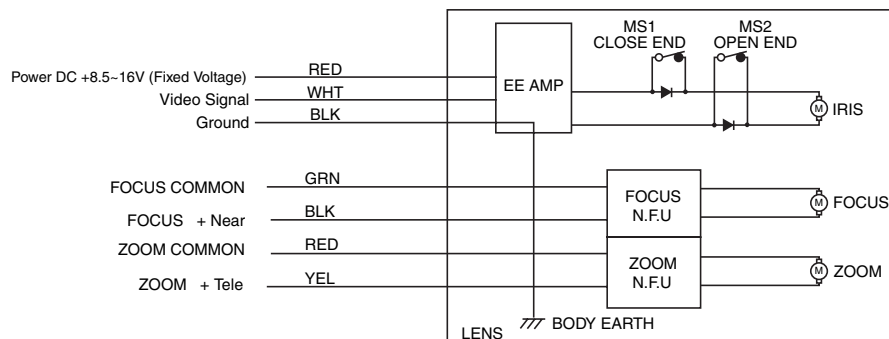 MS1
CLOSE END
MS2
OPEN END
Power DC +8.5~16V (Fixed Voltage)
RED
EE AMP
Video Signal
WHT
Ground
BLK
M
IRIS
FOCUS COMMON
GRN
FOCUS
N.F.U
M
FOCUS
FOCUS + Near
BLK
ZOOM COMMON
RED
ZOOM
N.F.U
M
ZOOM
ZOOM + Tele
YEL
BODY EARTH
LENS